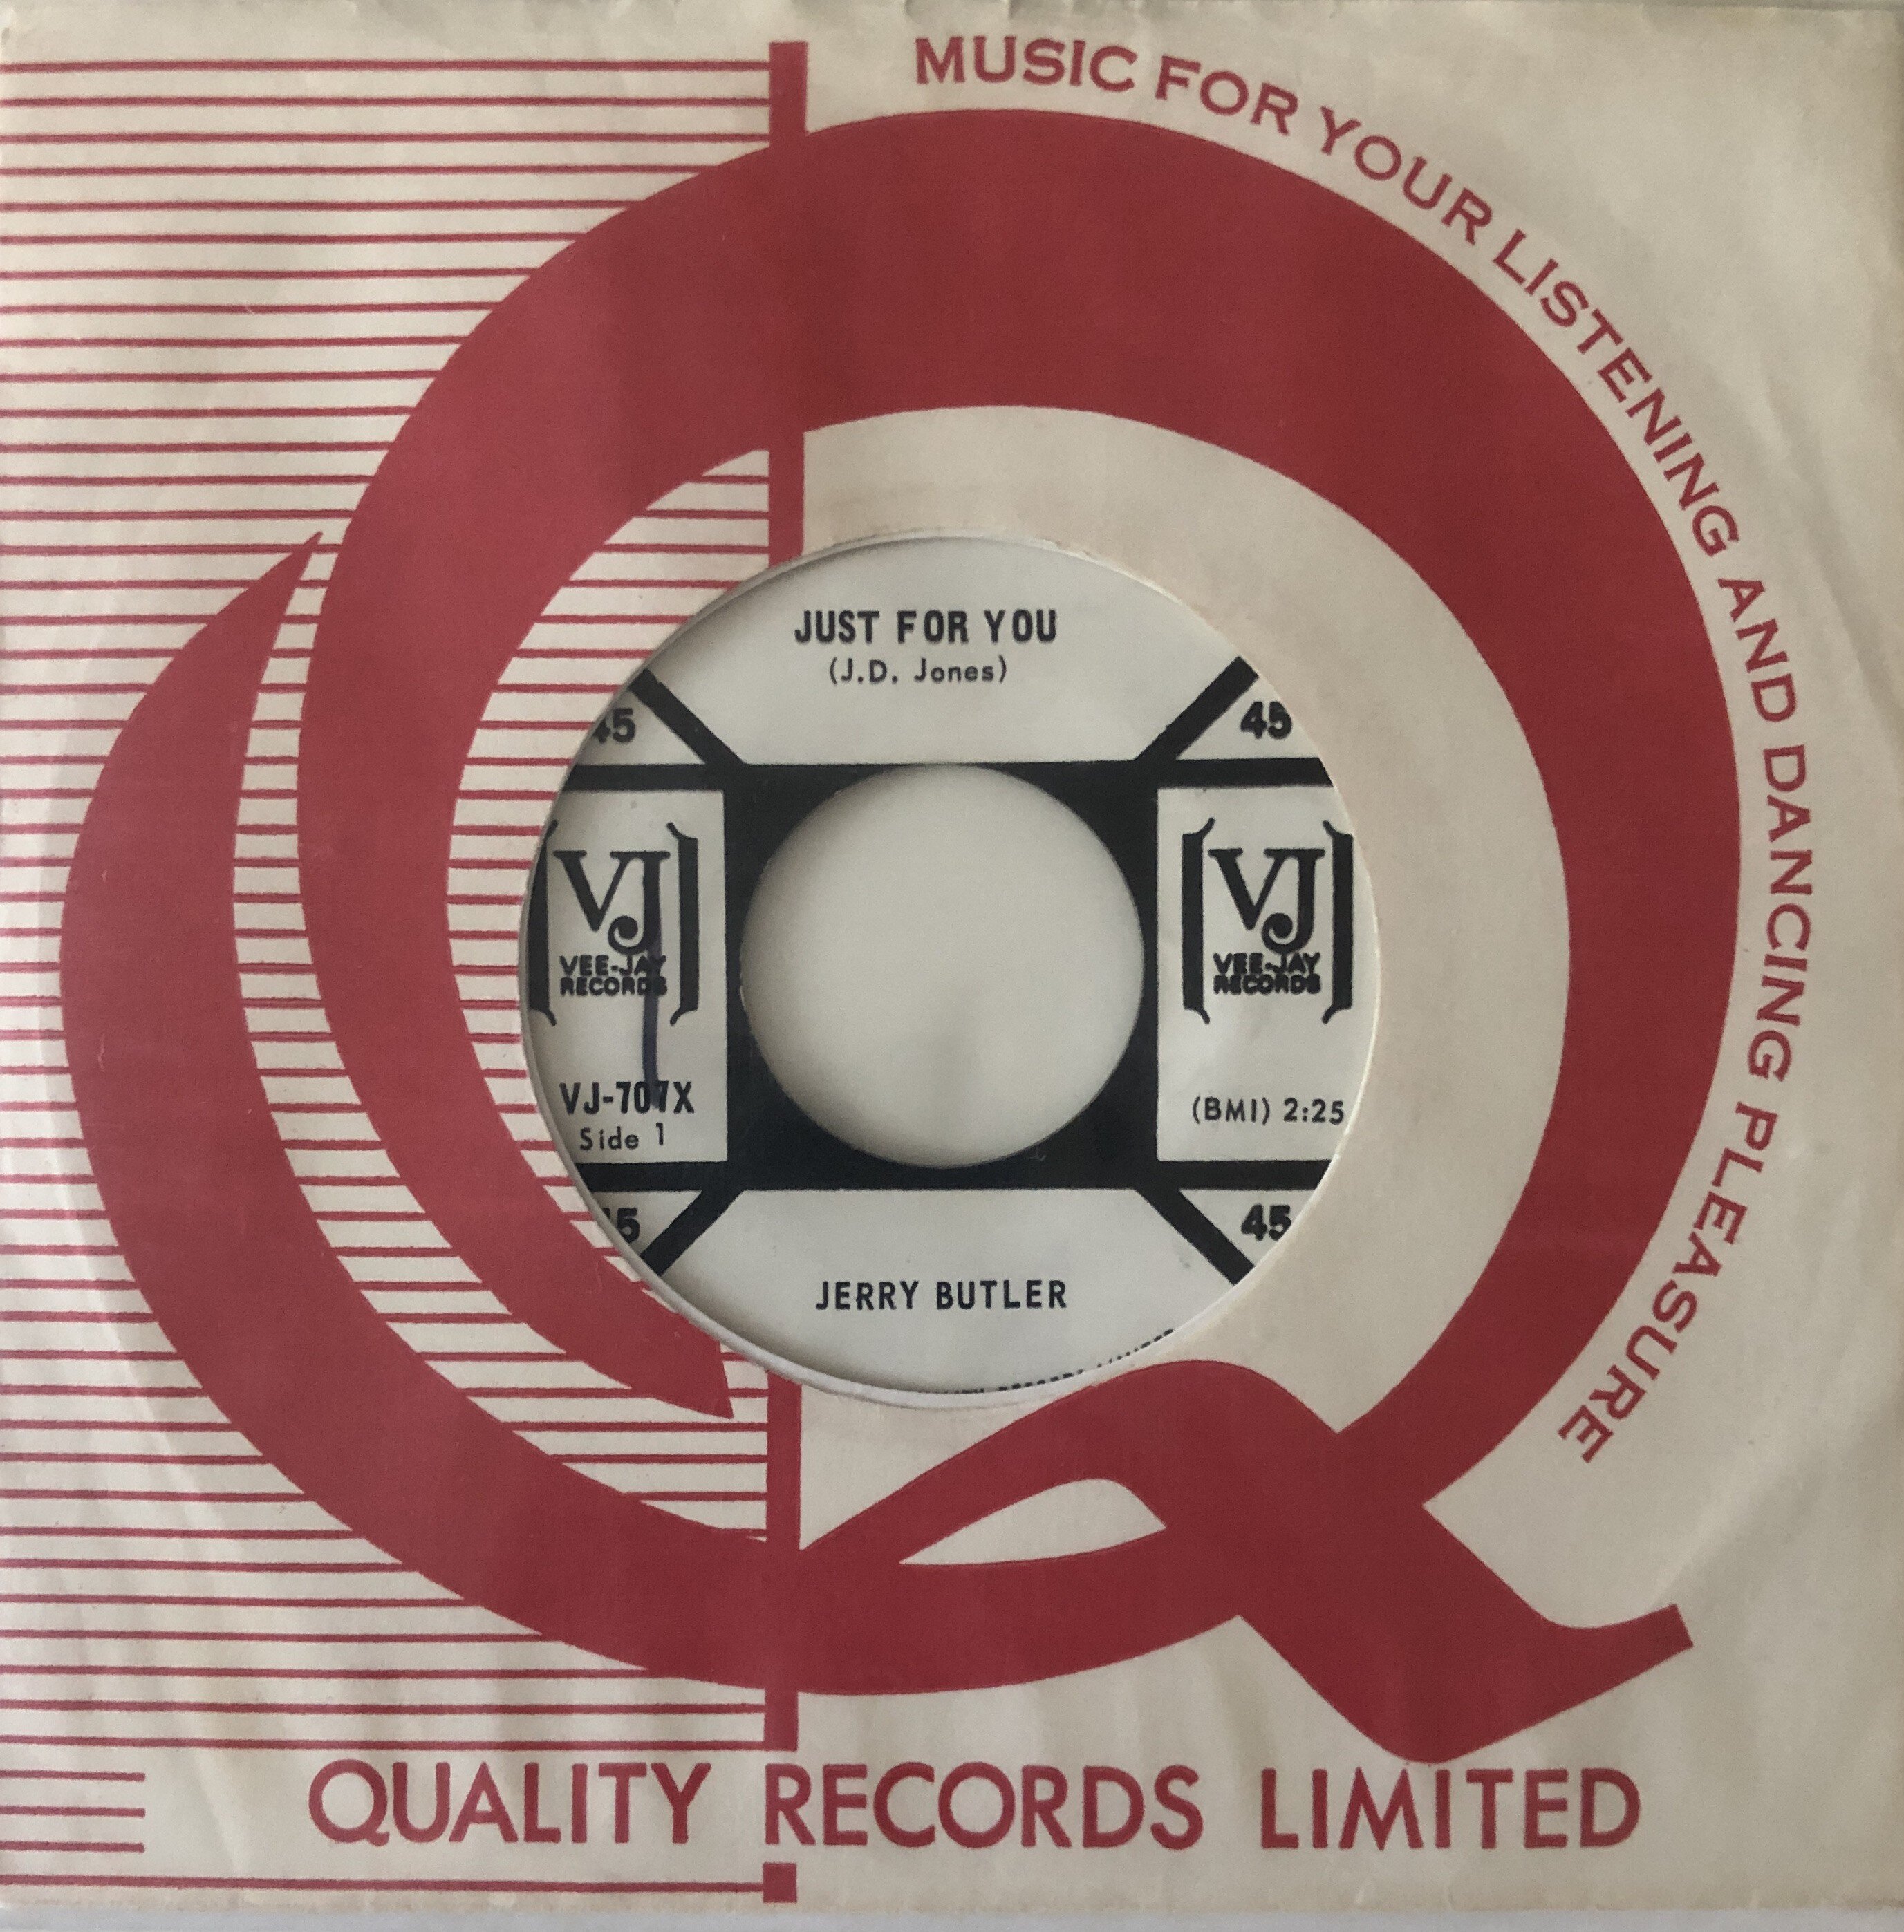 MUSIC FOR YOUR LISTENING AND DANCING PLEASURE
JUST FOR YOU
(J.D. Jones)
45
45
VJ
VEE-JAY
RECORDS
VJ
VEE-JAY
RECORDS
VJ-707X
Side 1
(BMI) 2:25
5
45
JERRY BUTLER
QUALITY RECORDS LIMITED